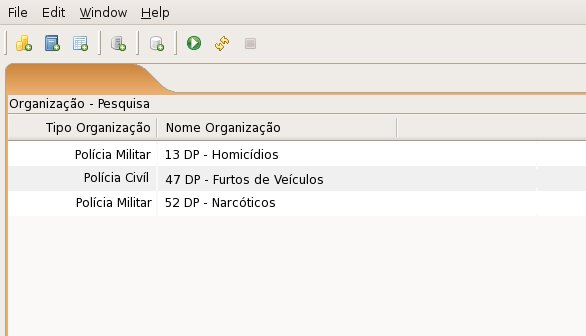 File Edit Window Help
Organização - Pesquisa
Tipo Organização Nome Organização
Polícia Militar 13 DP - Homicídios
Polícia Civíl 47 DP - Furtos de Veículos
Polícia Militar 52 DP - Narcóticos